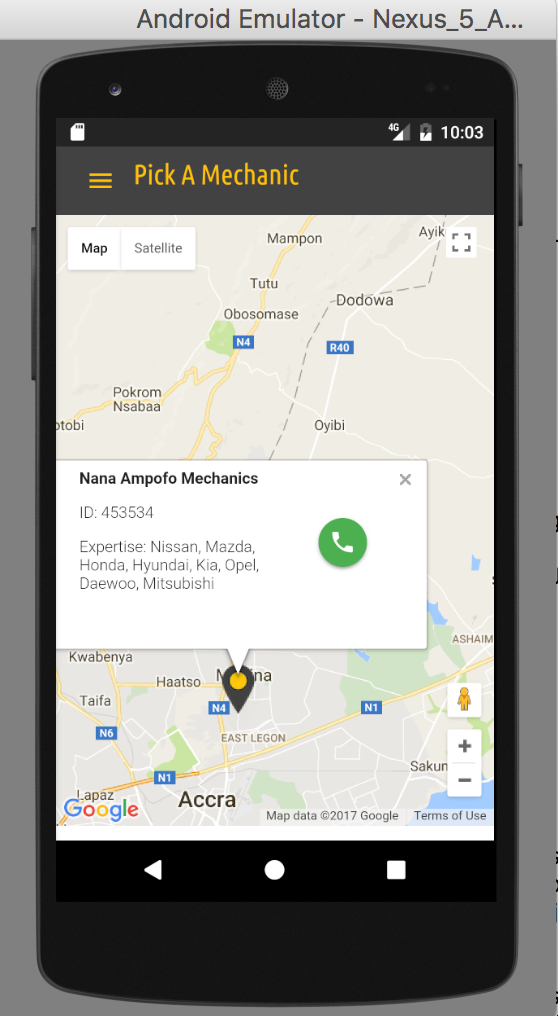 Android Emulator - Nexus_5_A...
4G 10:03
Pick A Mechanic
Map Satellite
Mampon
Ayik
Tutu
Obosomase
Dodowa
N4
R40
Pokrom
Nsabaa
otobi
Oyibi
Nana Ampofo Mechanics
ID: 453534
Expertise: Nissan, Mazda,
Honda, Hyundai, Kia, Opel,
Daewoo, Mitsubishi
ASHAIM
Kwabenya
Haatso
Taifa
N4
N1
N6
EAST LEGON
Sakun
N1
Lapaz
Accra
Google
Map data ©2017 Google
Terms of Use